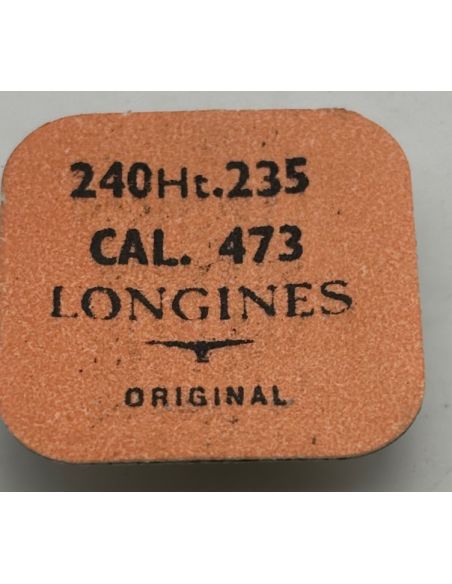 240Ht.235
CAL. 473
LONGINES
ORIGINAL